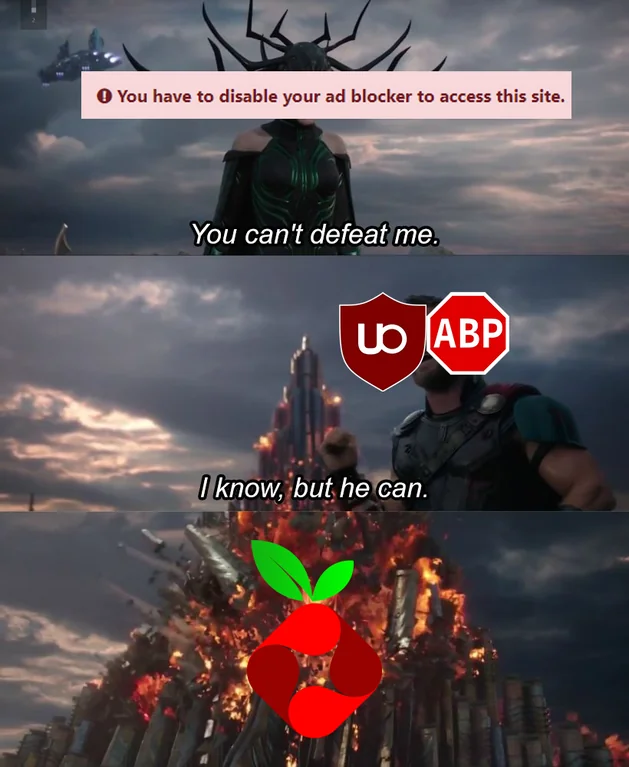 You have to disable your ad blocker to access this site.
You can't defeat me.
uo ABP
I know, but he can.